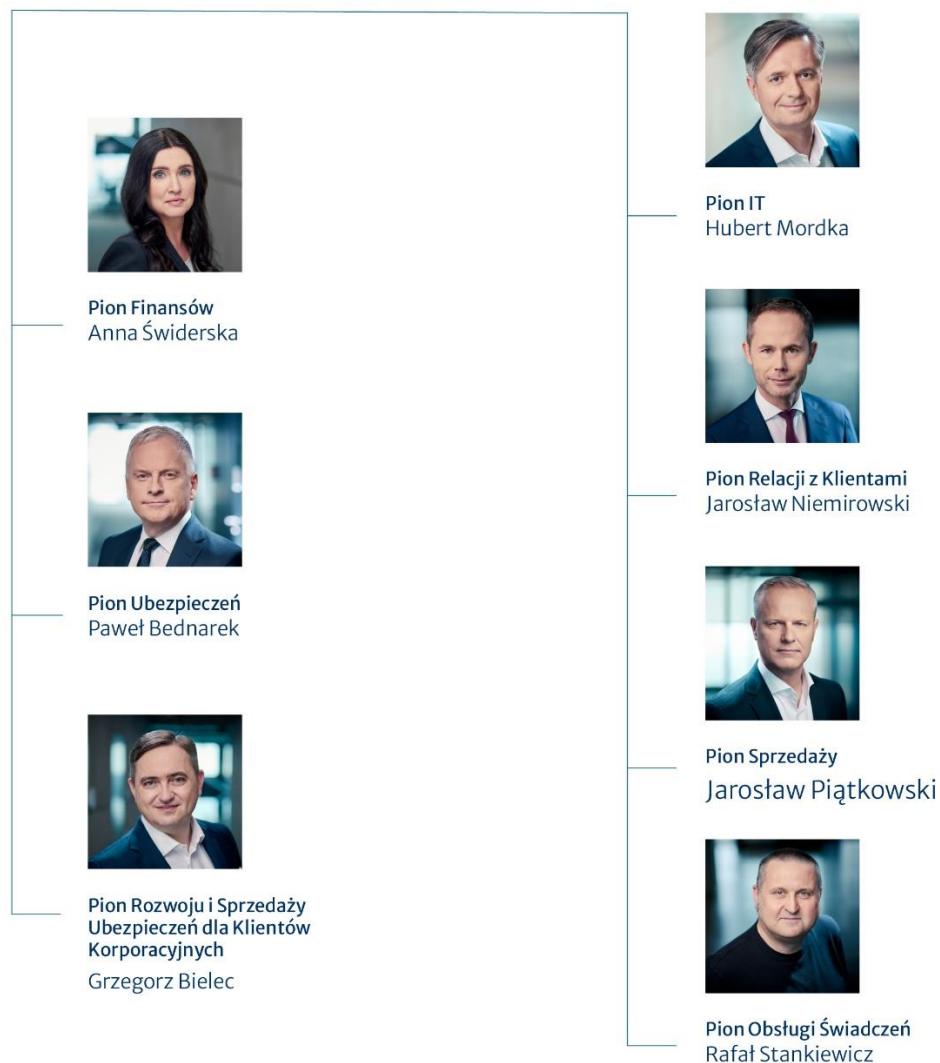 Pion Finansów
Anna Świderska
Pion Ubezpieczeń
Paweł Bednarek
Pion Rozwoju i Sprzedaży
Ubezpieczeń dla Klientów
Korporacyjnych
Grzegorz Bielec
Pion IT
Hubert Mordka
Pion Relacji z Klientami
Jarosław Niemirowski
Pion Sprzedaży
Jarosław Piątkowski
Pion Obsługi Świadczeń
Rafał Stankiewicz